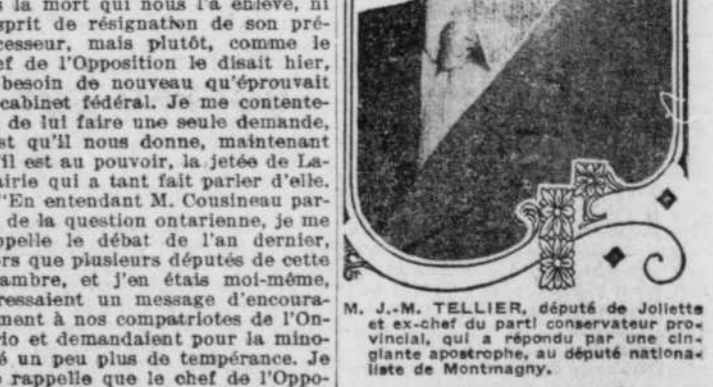 s la mort qui nous l'a enlevé, ni
sprit de résignation de son pré-
cesseur, mais plutôt, comme le
ef de l'Opposition le disait hier,
besoin de nouveau qu'éprouvait
cabinet fédéral. Je me contente-
de lui faire une seule demande,
st qu'il nous donne, maintenant
'il est au pouvoir, la jetée de La-
airie qui a tant fait parler d'elle.
"En entendant M. Cousineau par-
de la question ontarienne, je me
ppelle le débat de l'an dernier,
rs que plusieurs députés de cette
ambre, et j'en étais moi-même,
ressaient un message d'encoura-
ment à nos compatriotes de l'On-
rio et demandaient pour la mino-
é un peu plus de tempérance. Je
rappelle que le chef de l'Oppo-
M. J.-M. TELLIER, député de Joliette
et ex-chef du parti conservateur pro-
vincial, qui a répondu par une cin-
glante apostrophe, au député nationa-
liste de Montmagny.